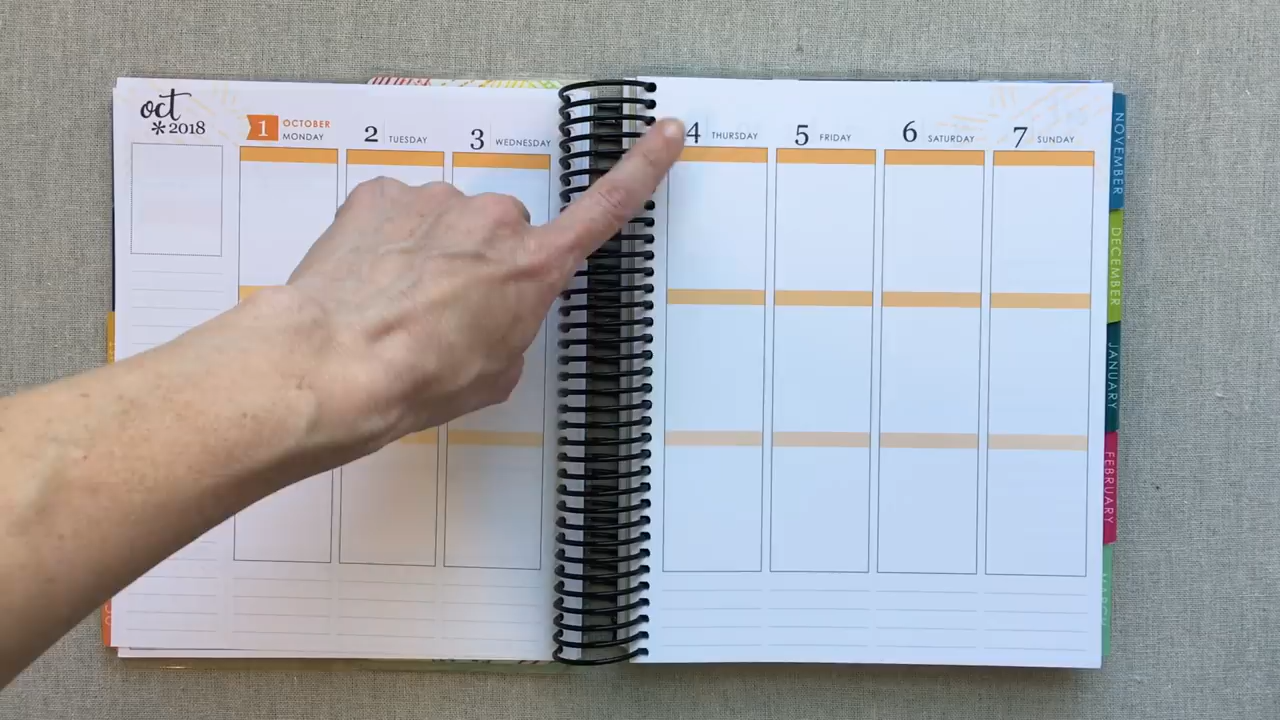 oct
*2018
1 OCTOBER
MONDAY
2 TUESDAY
3 WEDNESDAY
4 THURSDAY
5 FRIDAY
6 SATURDAY
7 SUNDAY
NOVEMBER
DECEMBER
JANUARY
FEBRUARY
MARCH